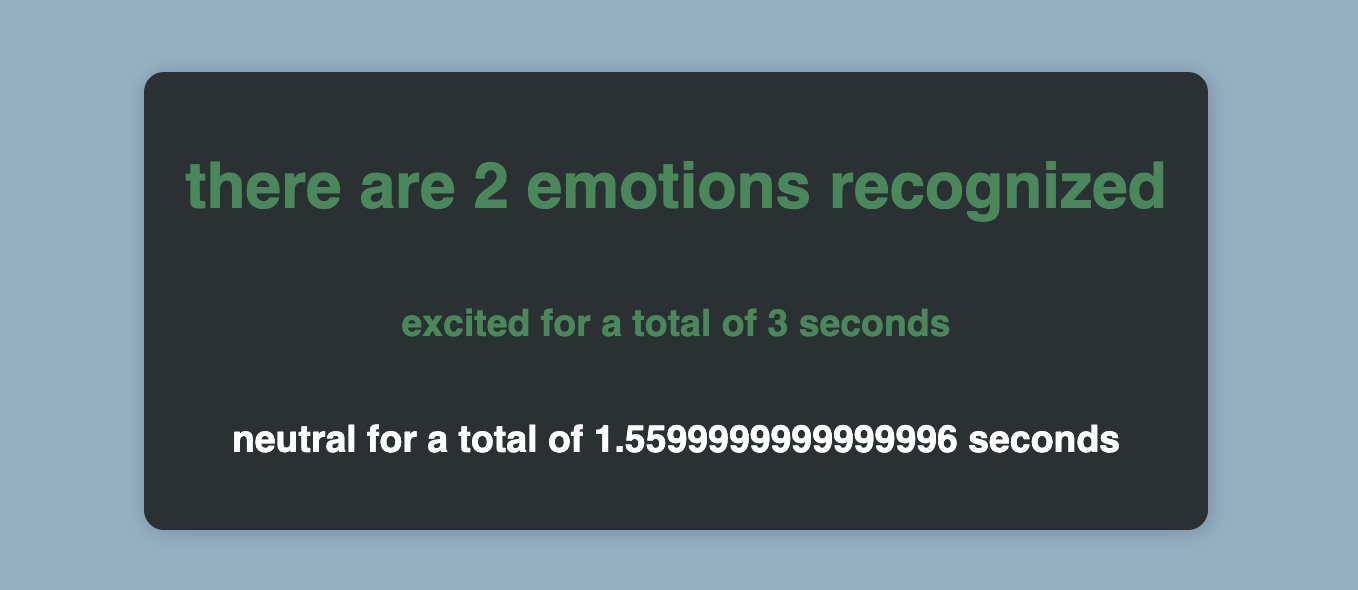 there are 2 emotions recognized
excited for a total of 3 seconds
neutral for a total of 1.5599999999999996 seconds